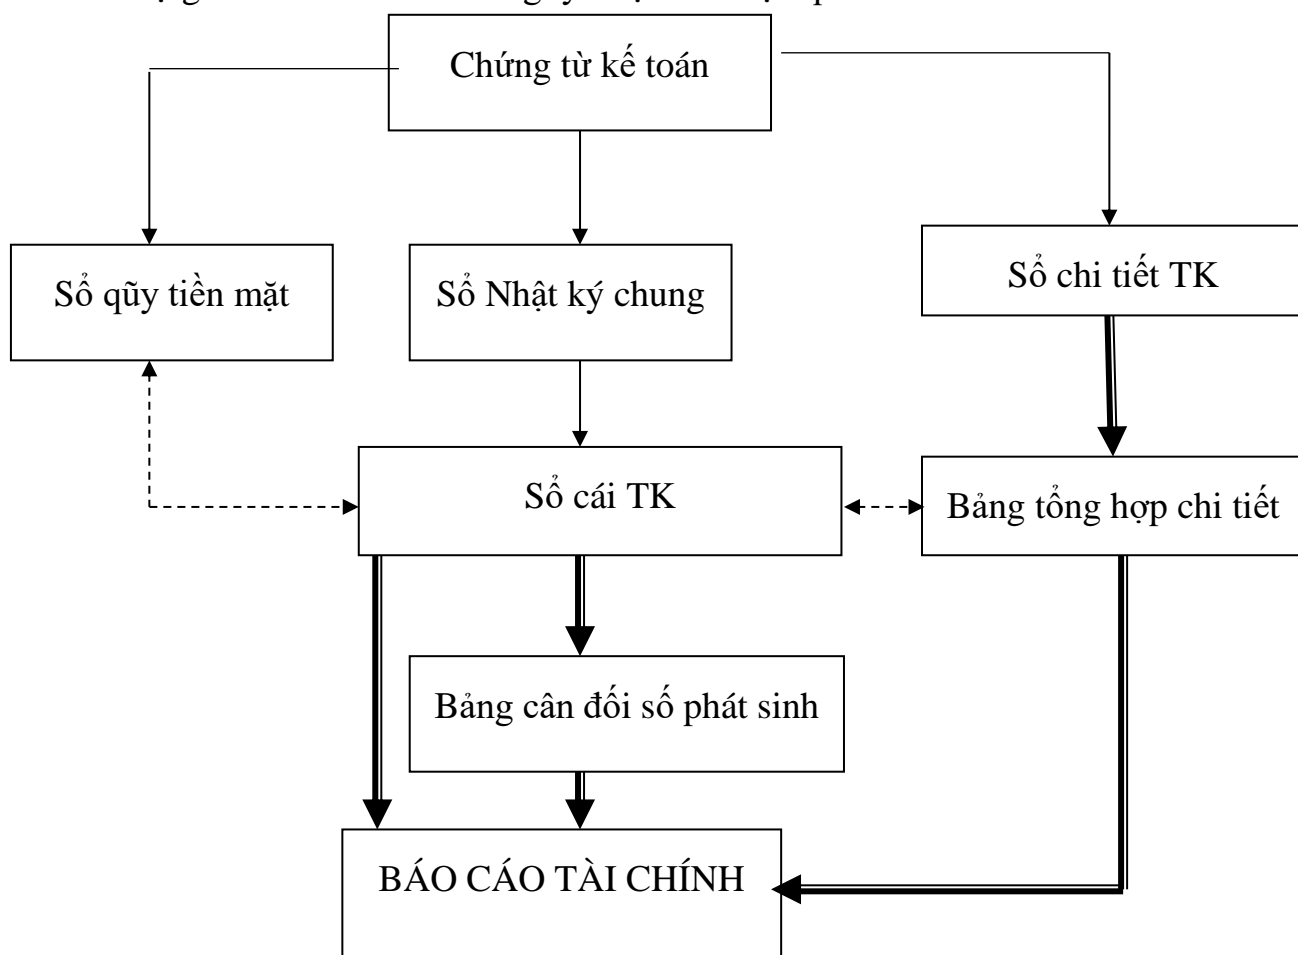 Chứng từ kế toán
Sổ chi tiết TK
Sổ qũy tiền mặt
Sổ Nhật ký chung
Sổ cái TK
Bảng tổng hợp chi tiết
Bảng cân đối số phát sinh
BÁO CÁO TÀI CHÍNH